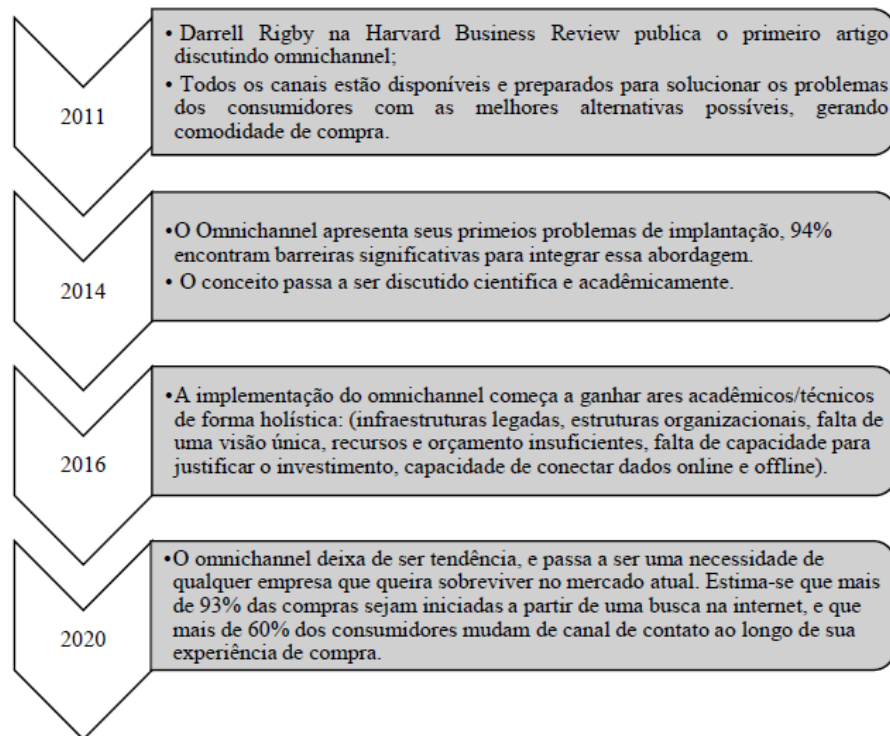 2011
• Darrell Rigby na Harvard Business Review publica o primeiro artigo
discutindo omnichannel;
• Todos os canais estão disponíveis e preparados para solucionar os problemas
dos consumidores com as melhores alternativas possíveis, gerando
comodidade de compra.
2014
•O Omnichannel apresenta seus primeios problemas de implantação, 94%
encontram barreiras significativas para integrar essa abordagem.
• O conceito passa a ser discutido cientifica e acadêmicamente.
2016
•A implementação do omnichannel começa a ganhar ares acadêmicos/técnicos
de forma holística: (infraestruturas legadas, estruturas organizacionais, falta de
uma visão única, recursos e orçamento insuficientes, falta de capacidade para
justificar o investimento, capacidade de conectar dados online e offline).
2020
•O omnichannel deixa de ser tendência, e passa a ser uma necessidade de
qualquer empresa que queira sobreviver no mercado atual. Estima-se que mais
de 93% das compras sejam iniciadas a partir de uma busca na internet, e que
mais de 60% dos consumidores mudam de canal de contato ao longo de sua
experiência de compra.